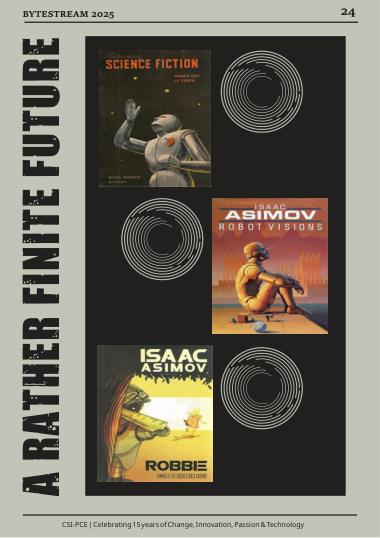 BYTESTREAM 2025
24
A RATHER FINITE FUTURE
SCIENCE FICTION
ISAAC
ASIMOV
ROBOT VISIONS
ISAAC
ASIMOV
ROBBIE
CSI-PCE | Celebrating 15 years of Change, Innovation, Passion & Technology